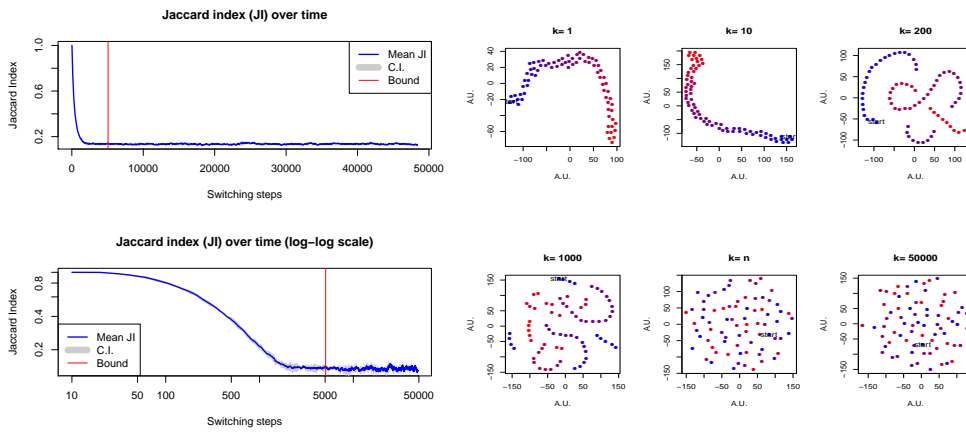 Jaccard index (JI) over time
Jaccard Index
1.0
0.6
0.2
Mean JI
C.I.
Bound
0 10000 20000 30000 40000 50000
Switching steps
k= 1
A.U.
40
20
0
−20
−60
start
−100 −50 0 50 100
A.U.
k= 10
A.U.
150
100
50
0
−100
start
−50 0 50 100 150
A.U.
k= 200
A.U.
100
50
0
−50
−100
start
−100 −50 0 50 100
A.U.
Jaccard index (JI) over time (log−log scale)
Jaccard Index
0.8
0.4
0.2
Mean JI
C.I.
Bound
10 50 100 500 5000 50000
Switching steps
k= 1000
A.U.
150
50
0
−50
−150
start
−150 −50 0 50 150
A.U.
k= n
A.U.
150
100
50
0
−50
−150
start
−150 −50 0 50 150
A.U.
k= 50000
A.U.
150
50
0
−50
−150
start
−150 −50 0 50 100
A.U.